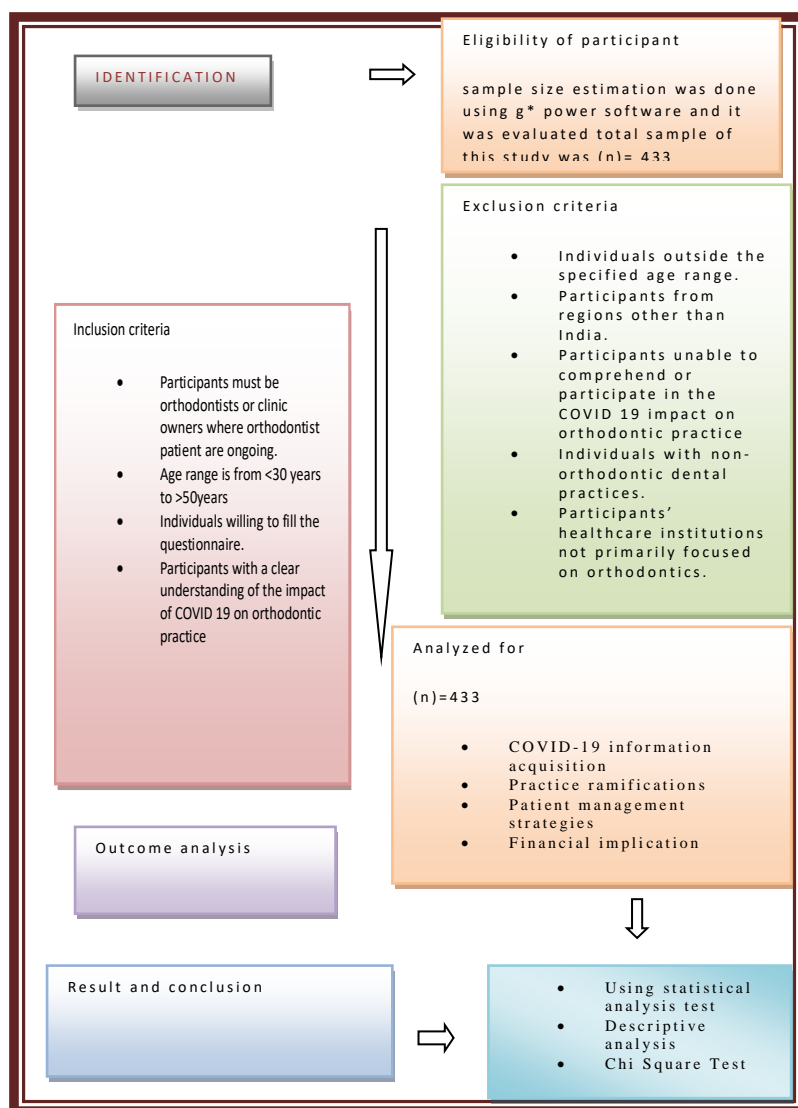 IDENTIFICATION
Eligibility of participant
sample size estimation was done
using g* power software and it
was evaluated total sample of
this study was (n)= 433
Exclusion criteria
• Individuals outside the
specified age range.
• Participants from
regions other than
India.
• Participants unable to
comprehend or
participate in the
COVID 19 impact on
orthodontic practice
• Individuals with non-
orthodontic dental
practices.
• Participants’
healthcare institutions
not primarily focused
on orthodontics.
Inclusion criteria
• Participants must be
orthodontists or clinic
owners where orthodontist
patient are ongoing.
• Age range is from <30 years
to >50years
• Individuals willing to fill the
questionnaire.
• Participants with a clear
understanding of the impact
of COVID 19 on orthodontic
practice
Analyzed for
(n)=433
• COVID-19 information
acquisition
• Practice ramifications
• Patient management
strategies
• Financial implication
Outcome analysis
Result and conclusion
• Using statistical
analysis test
• Descriptive
analysis
• Chi Square Test